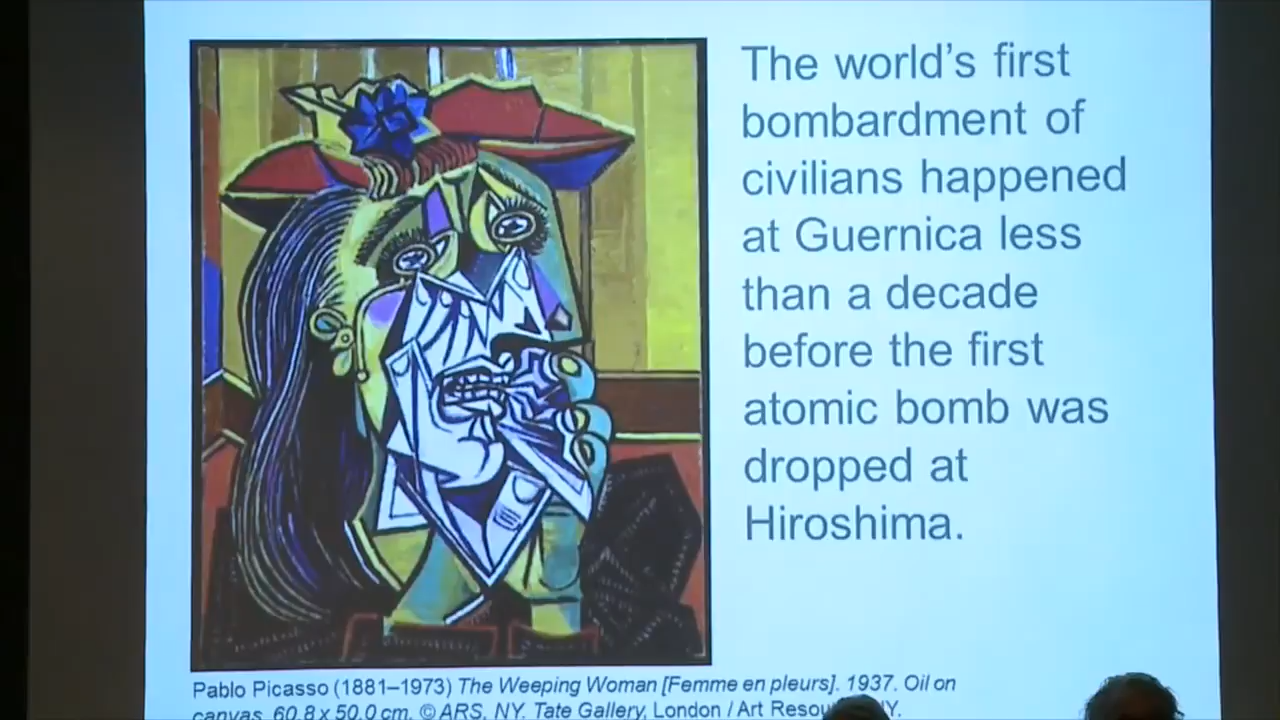 The world's first
bombardment of
civilians happened
at Guernica less
than a decade
before the first
atomic bomb was
dropped at
Hiroshima.
Pablo Picasso (1881–1973) The Weeping Woman [Femme en pleurs]. 1937. Oil on
canvas. 60.8 x 50.0 cm. © ARS, NY. Tate Gallery, London / Art NY.